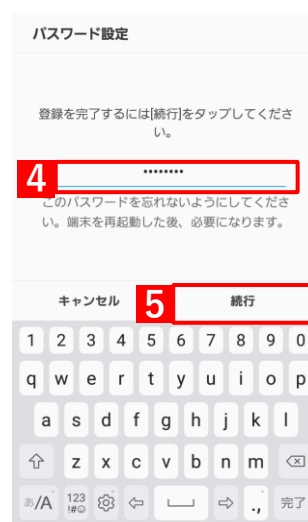 パスワード設定
登録を完了するには[続行]をタップしてくださ
い。
4
••••••••
このパスワードを忘れないようにしてくださ
い。端末を再起動した後、必要になります。
キャンセル
5
続行
1 2 3 4 5 6 7 8 9 0
q w e r t y u i o p
a s d f g h j k l
z x c v b n m
あ/A 123 !#☺ ., 完了